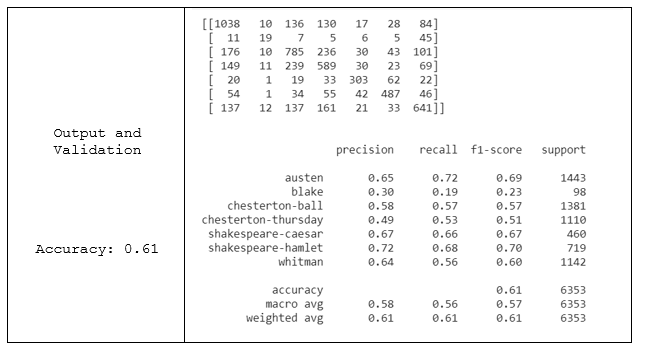 Output and
Validation
Accuracy: 0.61
[[1038 10 136 130 17 28 84]
[ 11 19 7 5 6 5 45]
[ 176 10 785 236 30 43 101]
[ 149 11 239 589 30 23 69]
[ 20 1 19 33 303 62 22]
[ 54 1 34 55 42 487 46]
[ 137 12 137 161 21 33 641]]
precision recall f1-score support
austen 0.65 0.72 0.69 1443
blake 0.30 0.19 0.23 98
chesterton-ball 0.58 0.57 0.57 1381
chesterton-thursday 0.49 0.53 0.51 1110
shakespeare-caesar 0.67 0.66 0.67 460
shakespeare-hamlet 0.72 0.68 0.70 719
whitman 0.64 0.56 0.60 1142
accuracy 0.61 6353
macro avg 0.58 0.56 0.57 6353
weighted avg 0.61 0.61 0.61 6353